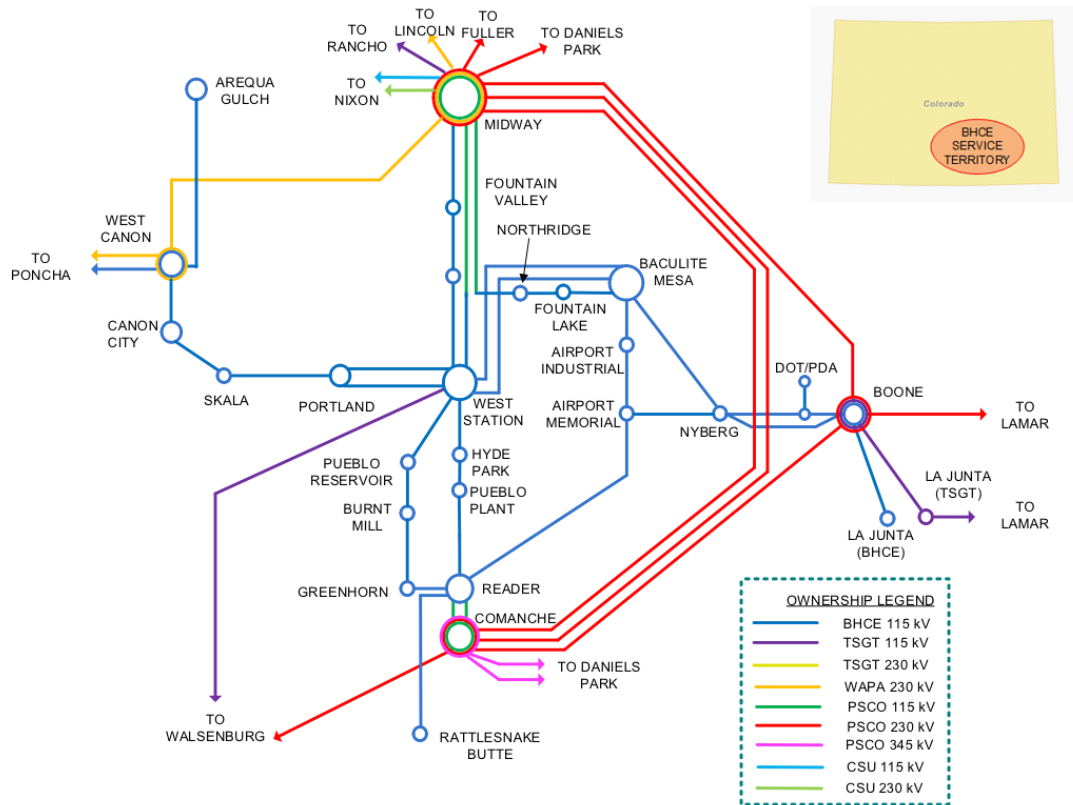 TO
LINCOLN
TO
FULLER
TO
RANCHO
TO DANIELS
PARK
TO
NIXON
AREQUA
GULCH
MIDWAY
Colorado
BHCE
SERVICE
TERRITORY
FOUNTAIN
VALLEY
WEST
CANON
NORTHRIDGE
TO
PONCHA
BACULITE
MESA
FOUNTAIN
LAKE
CANON
CITY
AIRPORT
INDUSTRIAL
DOT/PDA
BOONE
SKALA
PORTLAND
WEST
STATION
AIRPORT
MEMORIAL
NYBERG
TO
LAMAR
HYDE
PARK
PUEBLO
RESERVOIR
PUEBLO
PLANT
LA JUNTA
(TSGT)
BURNT
MILL
TO
LAMAR
LA JUNTA
(BHCE)
GREENHORN
READER
COMANCHE
TO DANIELS
PARK
TO
WALSENBURG
RATTLESNAKE
BUTTE
OWNERSHIP LEGEND
BHCE 115 kV
TSGT 115 kV
TSGT 230 kV
WAPA 230 kV
PSCO 115 kV
PSCO 230 kV
PSCO 345 kV
CSU 115 kV
CSU 230 kV